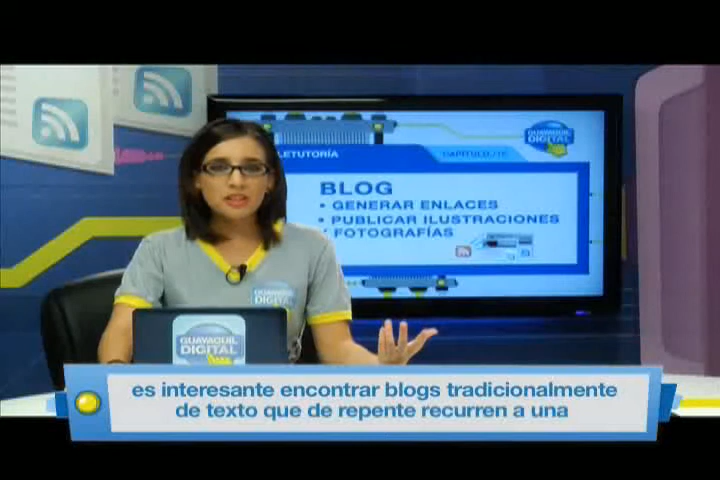 LETUTORÍA
CAPÍTULO
GUAYAQUIL
DIGITAL
BLOG
• GENERAR ENLACES
• PUBLICAR ILUSTRACIONES
FOTOGRAFÍAS
DIGITAL
GUAYAQUIL
DIGITAL
es interesante encontrar blogs tradicionalmente
de texto que de repente recurren a una